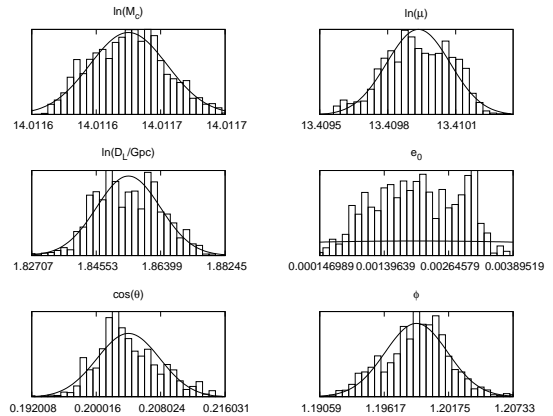 ln(M_c) ln(μ)
14.0116 14.0116 14.0117 14.0117 13.4095 13.4098 13.4101
ln(D_L/Gpc) e_0
1.82707 1.84553 1.86399 1.88245 0.000146989 0.00139639 0.00264579 0.00389519
cos(θ) ϕ
0.192008 0.200016 0.208024 0.216031 1.19059 1.19617 1.20175 1.20733